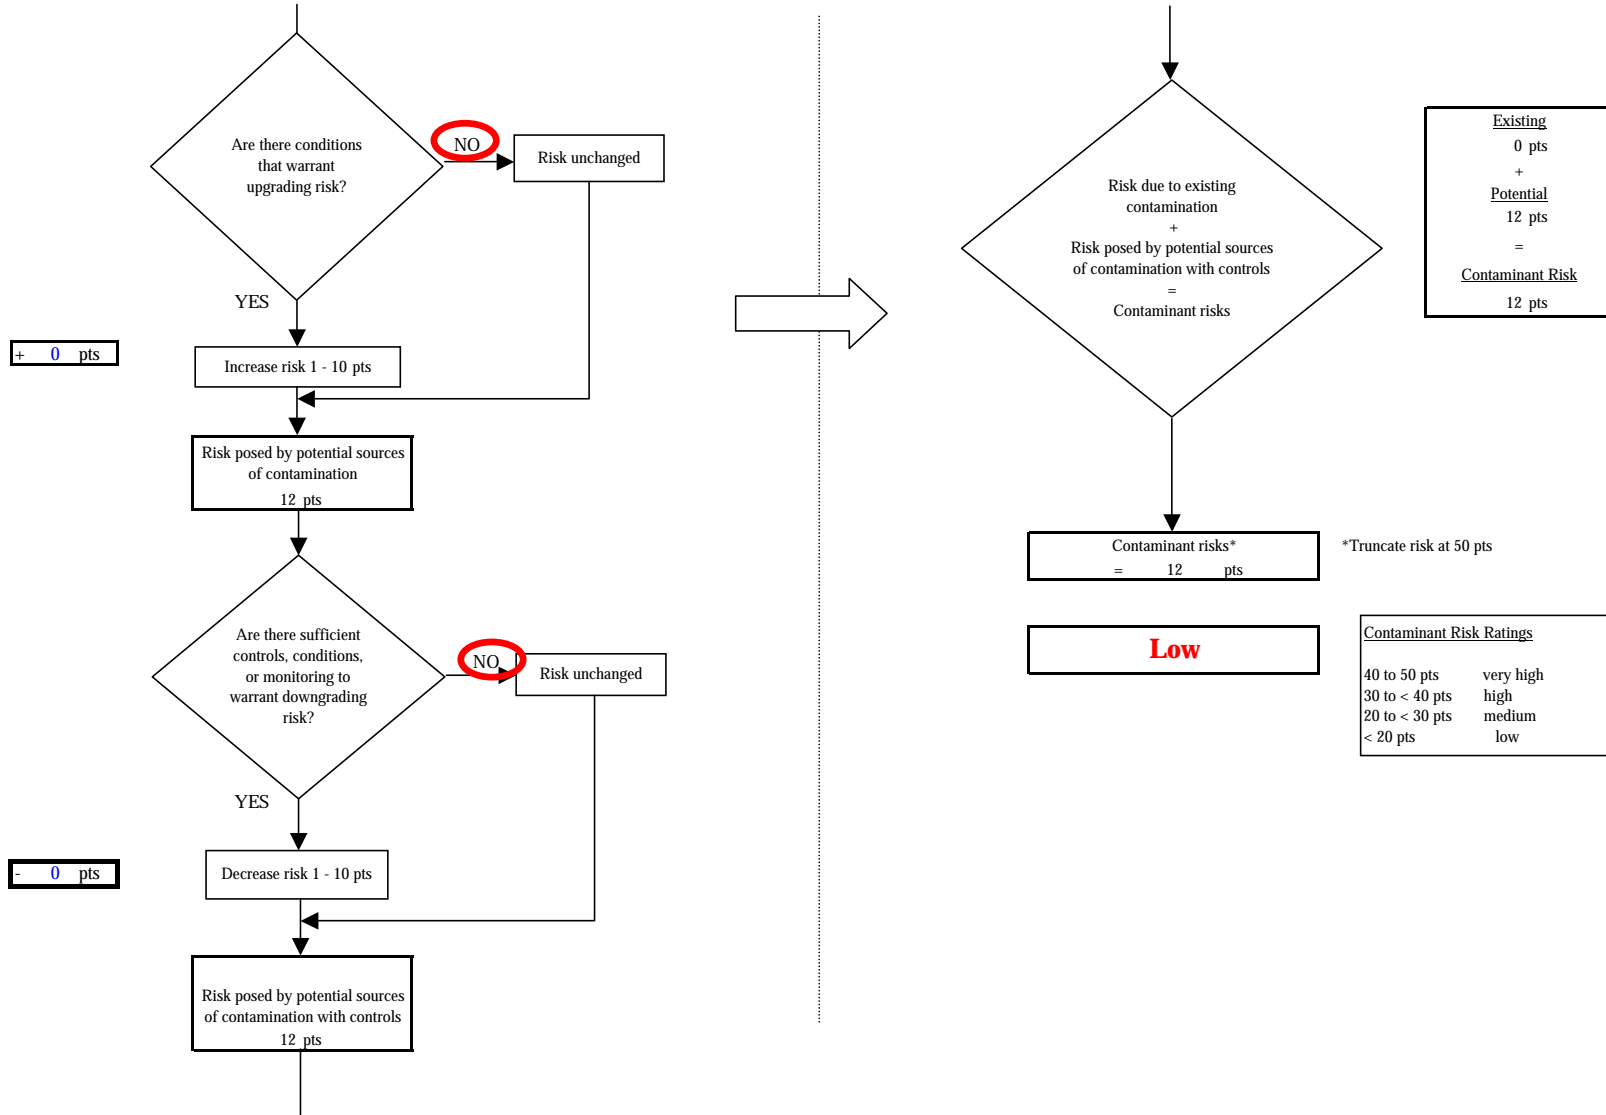 Are there conditions
that warrant
upgrading risk?
NO
Risk unchanged
YES
+ 0 pts
Increase risk 1 - 10 pts
Risk posed by potential sources
of contamination
12 pts
Are there sufficient
controls, conditions,
or monitoring to
warrant downgrading
risk?
NO
Risk unchanged
YES
- 0 pts
Decrease risk 1 - 10 pts
Risk posed by potential sources
of contamination with controls
12 pts
Risk due to existing
contamination
+
Risk posed by potential sources
of contamination with controls
=
Contaminant risks
Existing
0 pts
+
Potential
12 pts
=
Contaminant Risk
12 pts
Contaminant risks*
= 12 pts
*Truncate risk at 50 pts
Low
Contaminant Risk Ratings
40 to 50 pts very high
30 to < 40 pts high
20 to < 30 pts medium
< 20 pts low